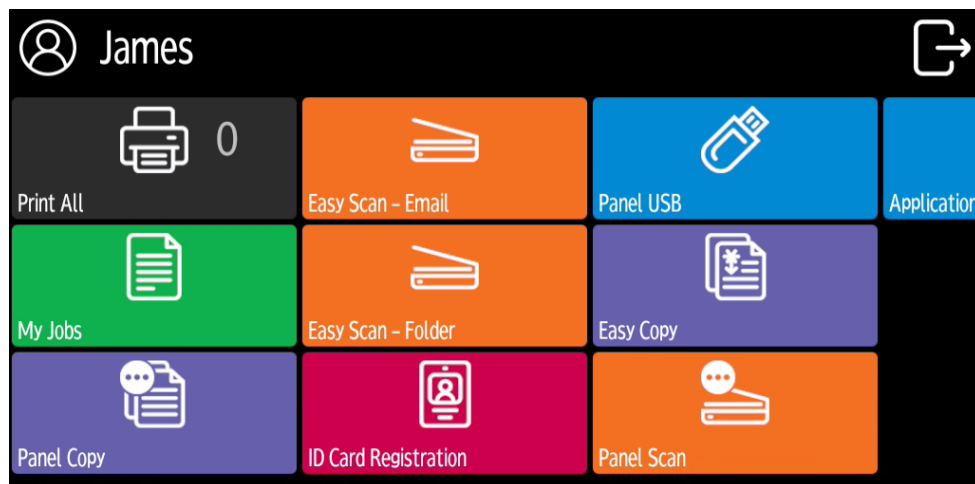 James
0
Print All
Easy Scan – Email
Panel USB
Application
My Jobs
Easy Scan – Folder
Easy Copy
Panel Copy
ID Card Registration
Panel Scan